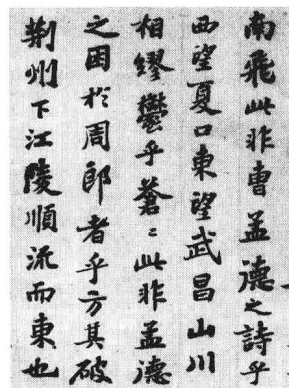 南飛此非曹孟德之詩乎
西望夏口東望武昌山川
相繆鬱乎蒼〻此非孟德
之困於周郎者乎方其破
荆州下江陵順流而東也